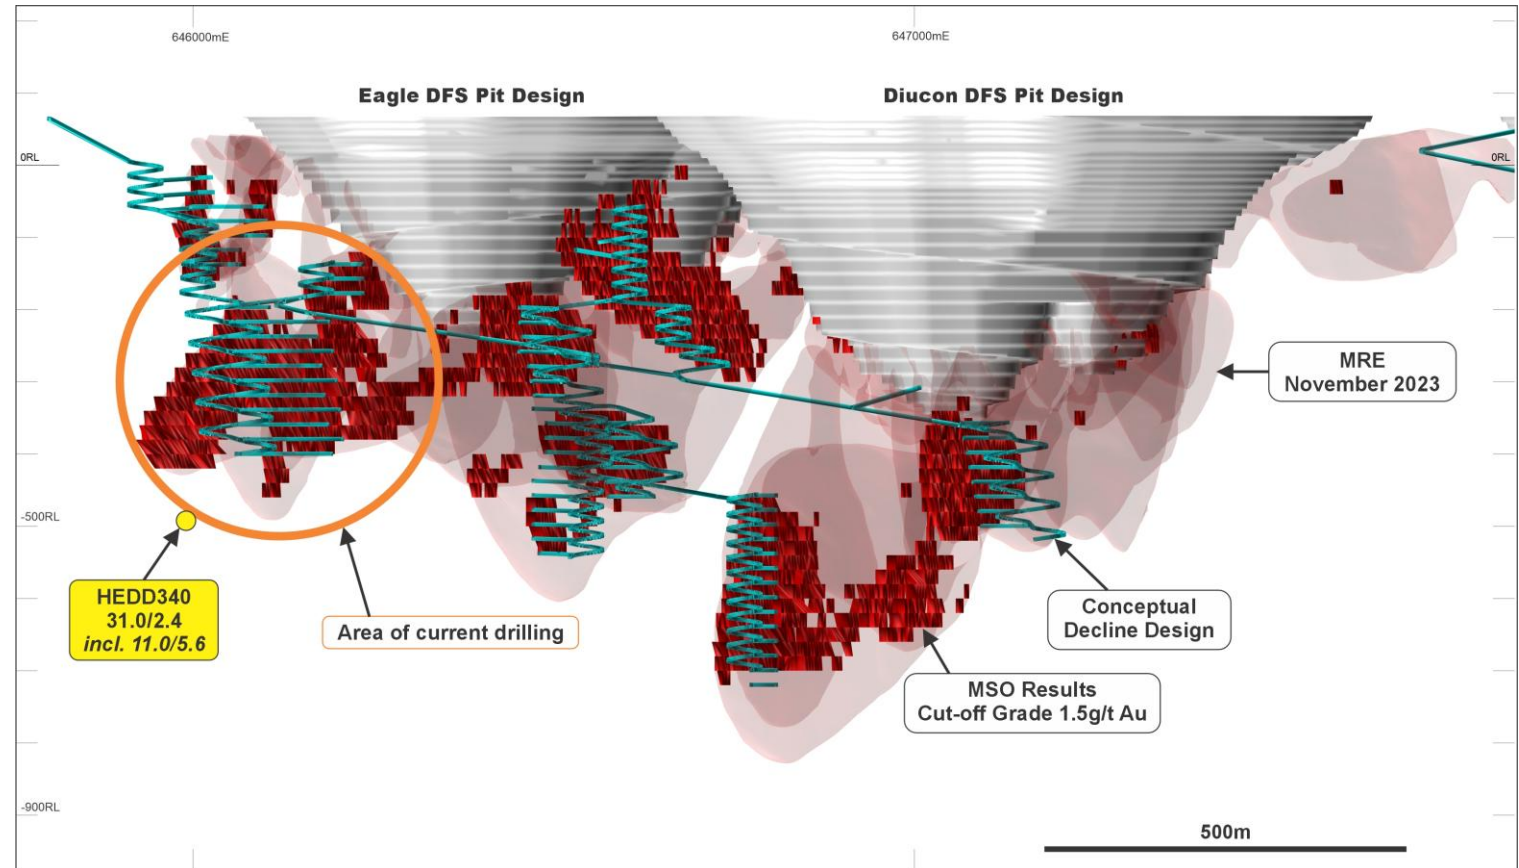 646000mE
647000mE
Eagle DFS Pit Design
Diucon DFS Pit Design
0RL
0RL
MRE
November 2023
-500RL
HEDD340
31.0/2.4
incl. 11.0/5.6
Area of current drilling
Conceptual
Decline Design
MSO Results
Cut-off Grade 1.5g/t Au
-900RL
500m